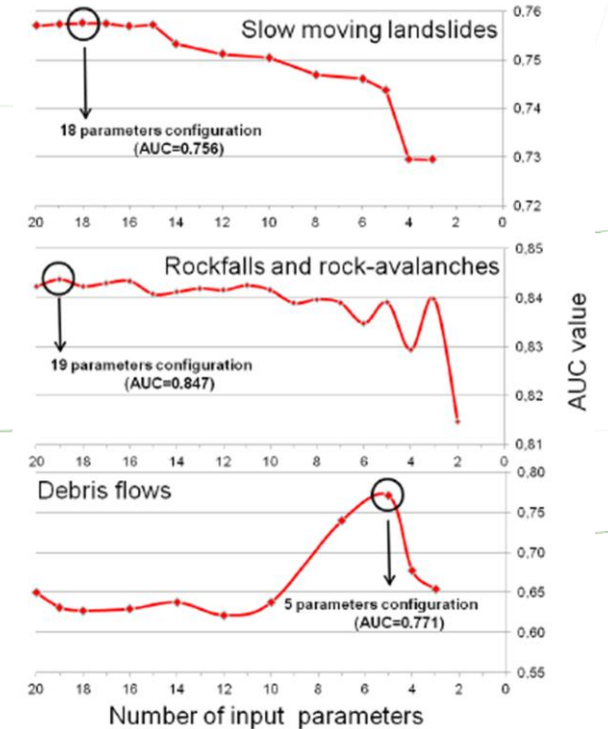 Slow moving landslides
0,76
0,75
0,74
0,73
0,72
18 parameters configuration
(AUC=0.756)
20 18 16 14 12 10 8 6 4 2 0
Rockfalls and rock-avalanches
0,85
0,84
0,83
0,82
0,81
19 parameters configuration
(AUC=0.847)
20 18 16 14 12 10 8 6 4 2
AUC value
Debris flows
0,80
0,75
0,70
0,65
0,60
0,55
5 parameters configuration
(AUC=0.771)
20 18 16 14 12 10 8 6 4 2 0
Number of input parameters